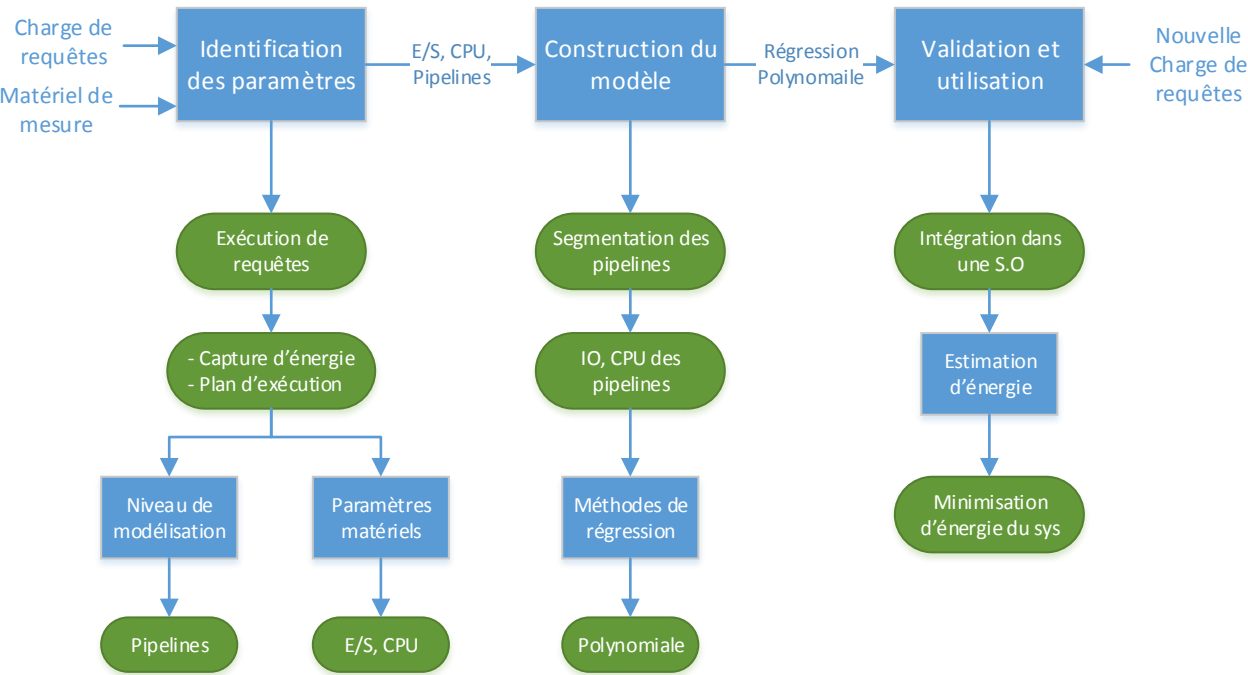 Charge de
requêtes
Matériel de
mesure
Identification
des paramètres
E/S, CPU,
Pipelines
Construction du
modèle
Régression
Polynomaile
Validation et
utilisation
Nouvelle
Charge de
requêtes
Exécution de
requêtes
Segmentation des
pipelines
Intégration dans
une S.O
- Capture d'énergie
- Plan d'exécution
IO, CPU des
pipelines
Estimation
d'énergie
Niveau de
modélisation
Paramètres
matériels
Méthodes de
régression
Minimisation
d'énergie du sys
Pipelines
E/S, CPU
Polynomiale